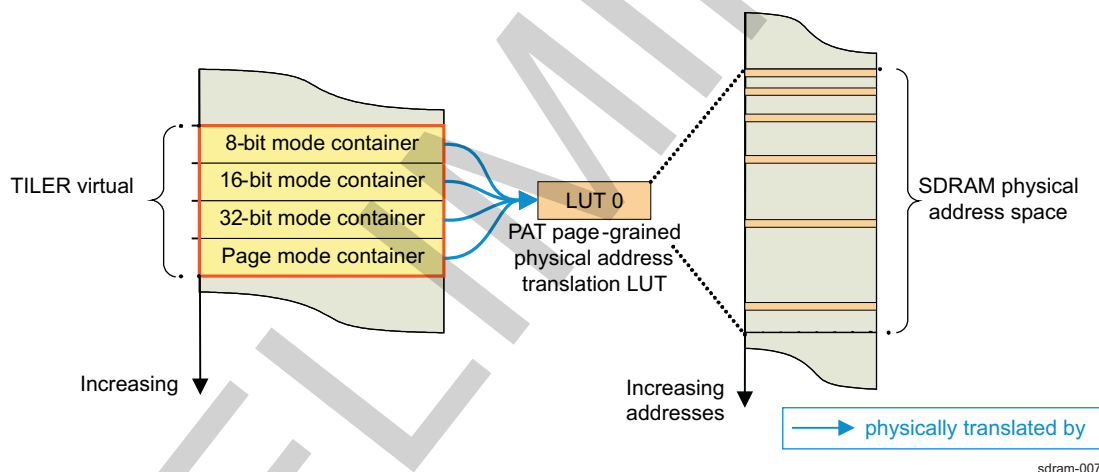 8-bit mode container
16-bit mode container
32-bit mode container
Page mode container
TILER virtual
Increasing
LUT 0
PAT page-grained
physical address
translation LUT
SDRAM physical
address space
Increasing
addresses
physically translated by
sdram-007